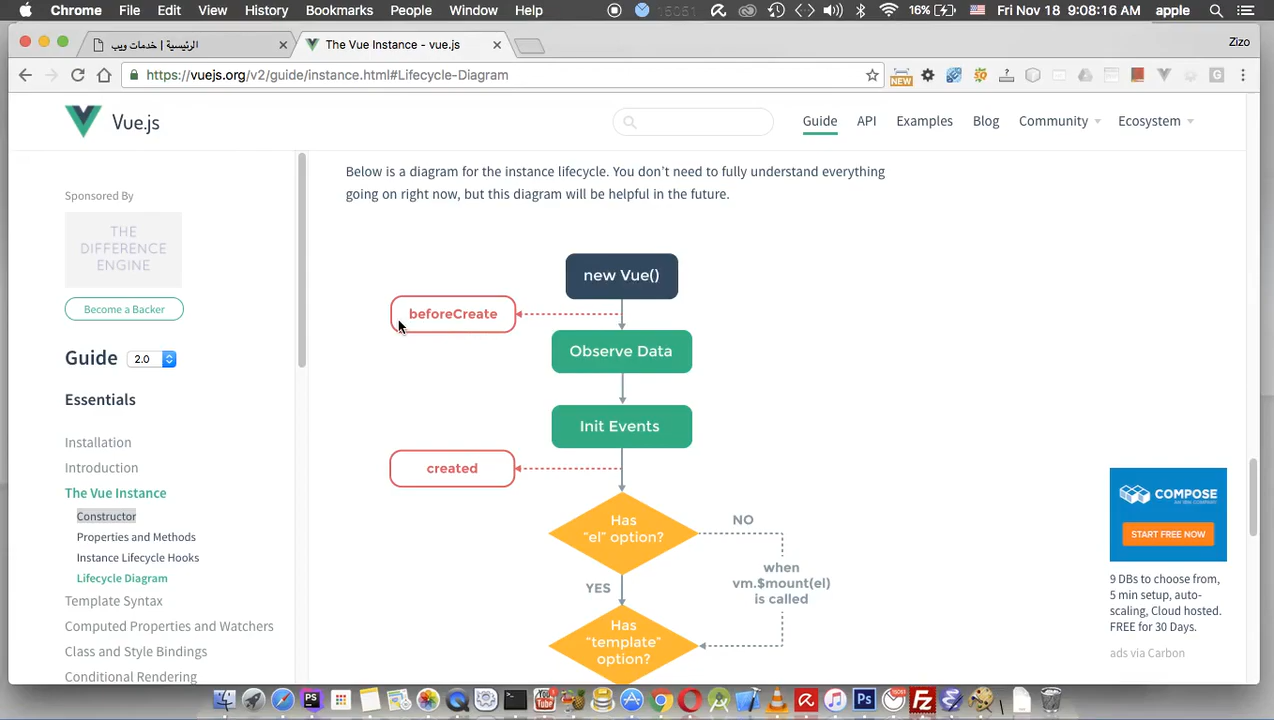 Chrome File Edit View History Bookmarks People Window Help
15051 16% Fri Nov 18 9:08:16 AM apple
الرئيسية | خدمات ويب
The Vue Instance - vue.js
Zizo
https://vuejs.org/v2/guide/instance.html#Lifecycle-Diagram
NEW
Vue.js
Guide API Examples Blog Community Ecosystem
Sponsored By
THE
DIFFERENCE
ENGINE
Become a Backer
Guide 2.0
Essentials
Installation
Introduction
The Vue Instance
Constructor
Properties and Methods
Instance Lifecycle Hooks
Lifecycle Diagram
Template Syntax
Computed Properties and Watchers
Class and Style Bindings
Conditional Rendering
Below is a diagram for the instance lifecycle. You don't need to fully understand everything
going on right now, but this diagram will be helpful in the future.
new Vue()
beforeCreate
Observe Data
Init Events
created
Has
"el" option?
NO
when
vm.$mount(el)
is called
YES
Has
"template"
option?
COMPOSE
START FREE NOW
9 DBs to choose from,
5 min setup, auto-
scaling, Cloud hosted.
FREE for 30 Days.
ads via Carbon